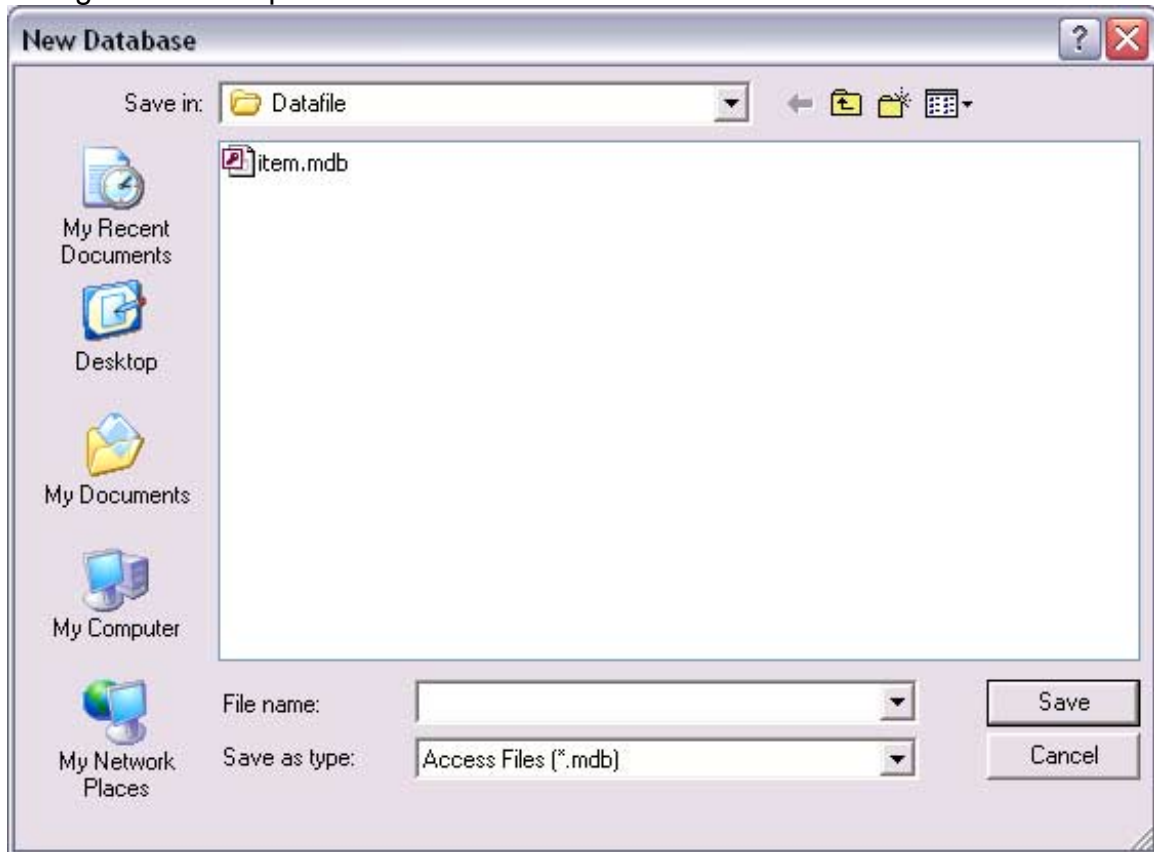 New Database
Save in:
Datafile
item.mdb
My Recent
Documents
Desktop
My Documents
My Computer
My Network
Places
File name:
Save
Save as type:
Access Files (*.mdb)
Cancel